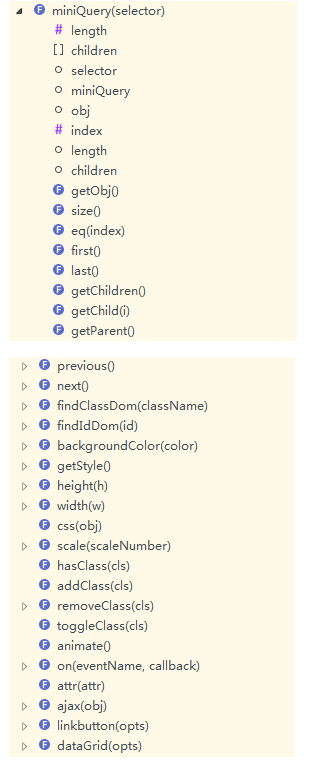 F miniQuery(selector)
# length
[] children
selector
miniQuery
obj
# index
length
children
F getObj()
F size()
F eq(index)
F first()
F last()
F getChildren()
F getChild(i)
F getParent()
F previous()
F next()
F findClassDom(className)
F findIdDom(id)
F backgroundColor(color)
F getStyle()
F height(h)
F width(w)
F css(obj)
F scale(scaleNumber)
F hasClass(cls)
F addClass(cls)
F removeClass(cls)
F toggleClass(cls)
F animate()
F on(eventName, callback)
F attr(attr)
F ajax(obj)
F linkbutton(opts)
F dataGrid(opts)